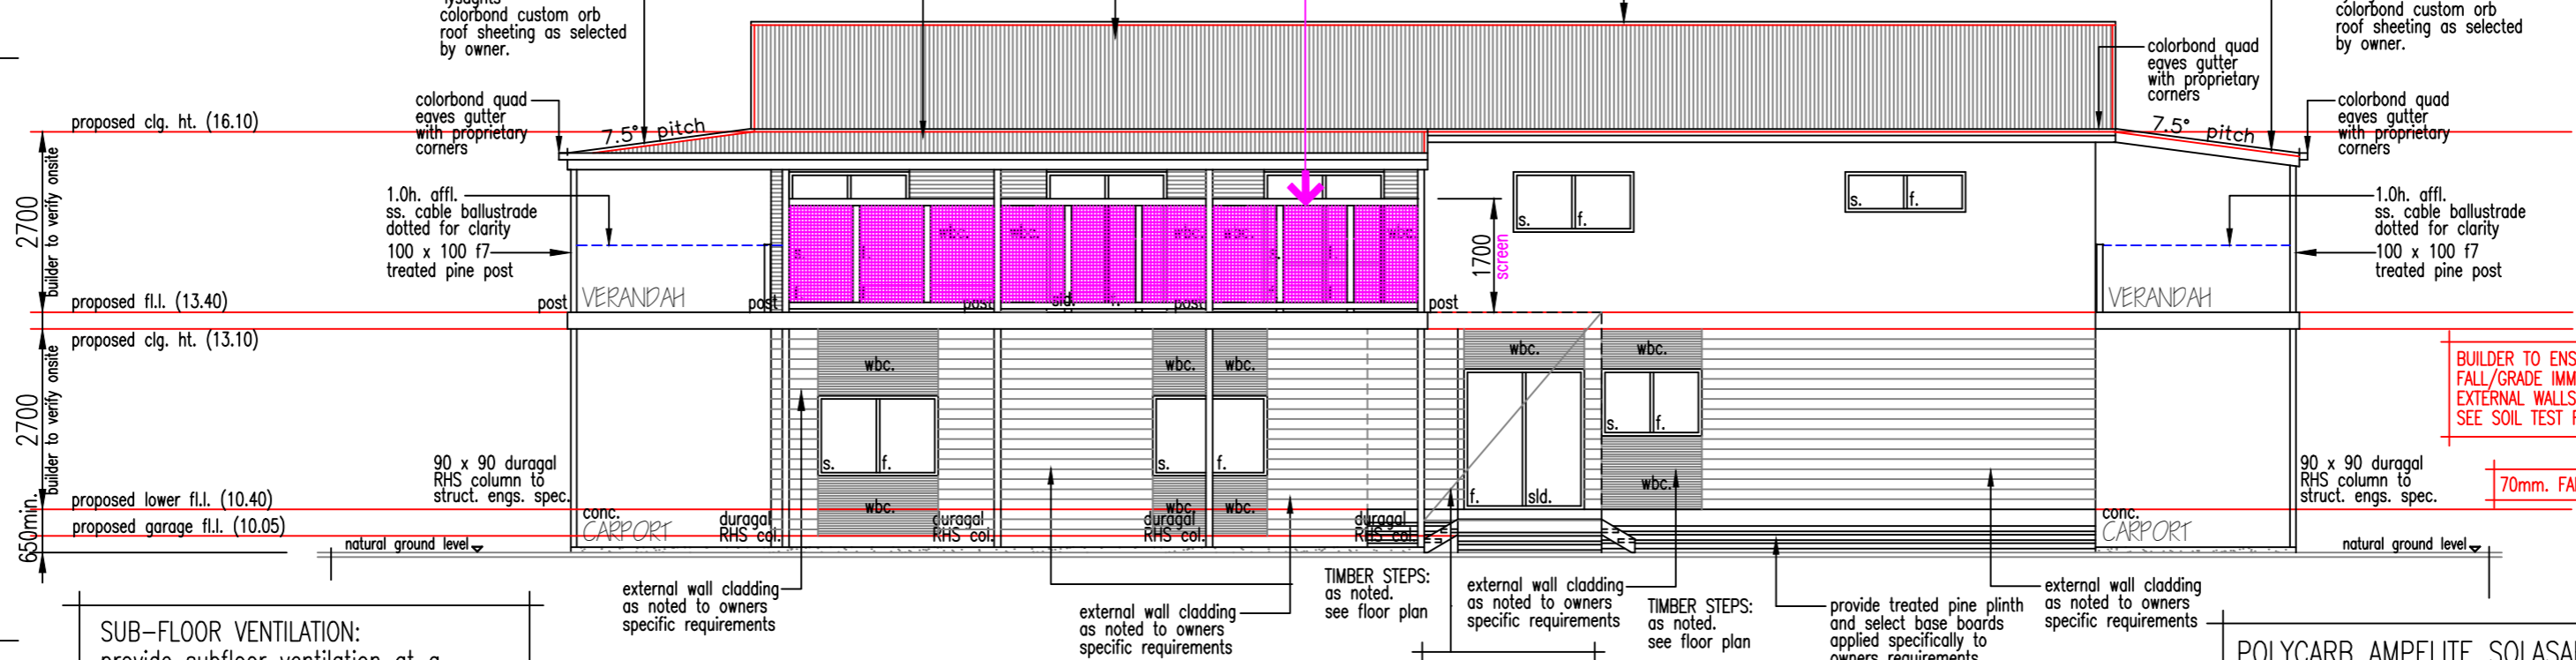 lysaghts
colorbond custom orb
roof sheeting as selected
by owner.
colorbond custom orb
roof sheeting as selected
by owner.
colorbond quad
eaves gutter
with proprietary
corners
colorbond quad
eaves gutter
with proprietary
corners
colorbond quad
eaves gutter
with proprietary
corners
proposed clg. ht. (16.10)
7.5° pitch
7.5° pitch
2700
builder to verify onsite
1.0h. affl.
ss. cable ballustrade
dotted for clarity
100 x 100 f7
treated pine post
1.0h. affl.
ss. cable ballustrade
dotted for clarity
100 x 100 f7
treated pine post
s. f.
s. f.
wbc. wbc. wbc. wbc. wbc.
s. f. s. f.
1700
screen
proposed fl.l. (13.40)
post VERANDAH post post sld. f. post post
VERANDAH
proposed clg. ht. (13.10)
2700
builder to verify onsite
wbc. wbc. wbc. wbc. wbc.
BUILDER TO ENS
FALL/GRADE IMM
EXTERNAL WALLS
SEE SOIL TEST
s. f.
s. f.
s. f.
wbc. wbc. wbc. wbc.
f. sld.
90 x 90 duragal
RHS column to
struct. engs. spec.
90 x 90 duragal
RHS column to
struct. engs. spec.
70mm. FA
proposed lower fl.l. (10.40)
proposed garage fl.l. (10.05)
650min.
conc.
CARPORT
duragal
RHS col.
duragal
RHS col.
duragal
RHS col.
duragal
RHS col.
conc.
CARPORT
natural ground level
natural ground level
external wall cladding
as noted to owners
specific requirements
external wall cladding
as noted to owners
specific requirements
TIMBER STEPS:
as noted.
see floor plan
external wall cladding
as noted to owners
specific requirements
TIMBER STEPS:
as noted.
see floor plan
provide treated pine plinth
and select base boards
applied specifically to
owners requirements
external wall cladding
as noted to owners
specific requirements
SUB-FLOOR VENTILATION:
provide subfloor ventilation at a
POLYCARB AMPELITE SOLASA